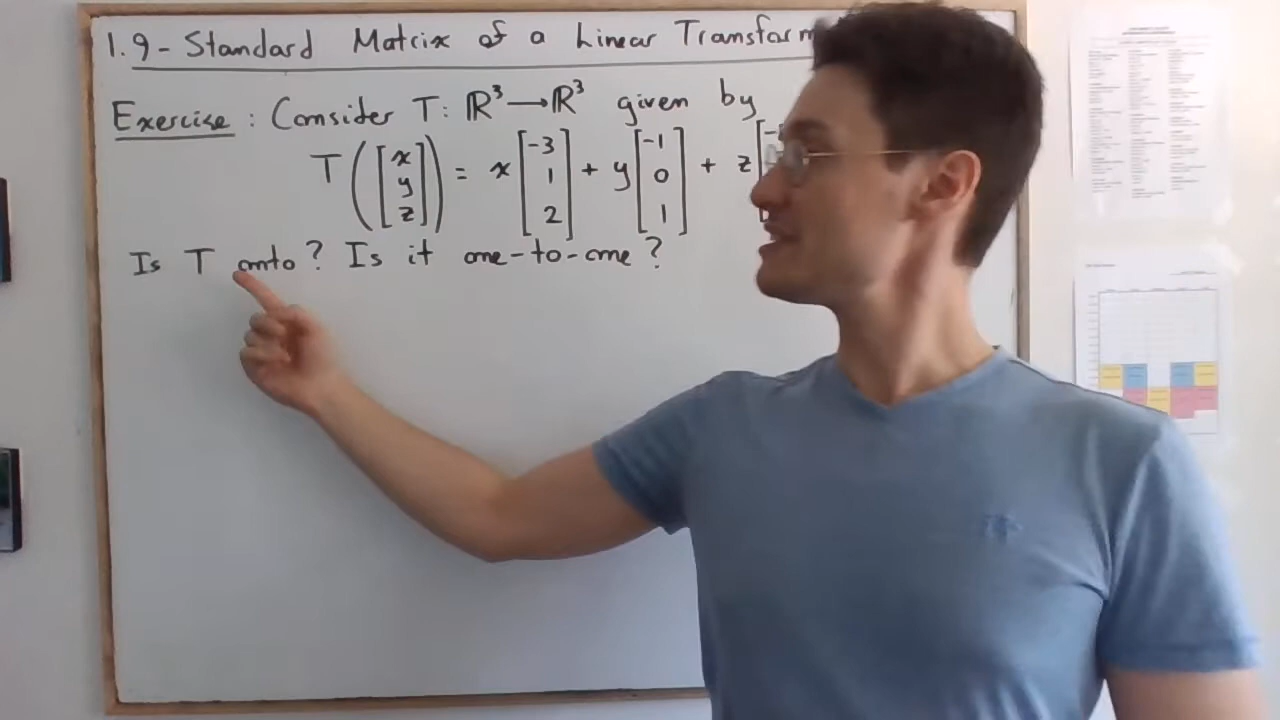 1.9 - Standard Matrix of a Linear
Exercise : Consider T: ℝ³ → ℝ³ given by
T([x y z]) = x[-3 1 2] + y[-1 0 1] + z[
Is T onto? Is it one-to-one?